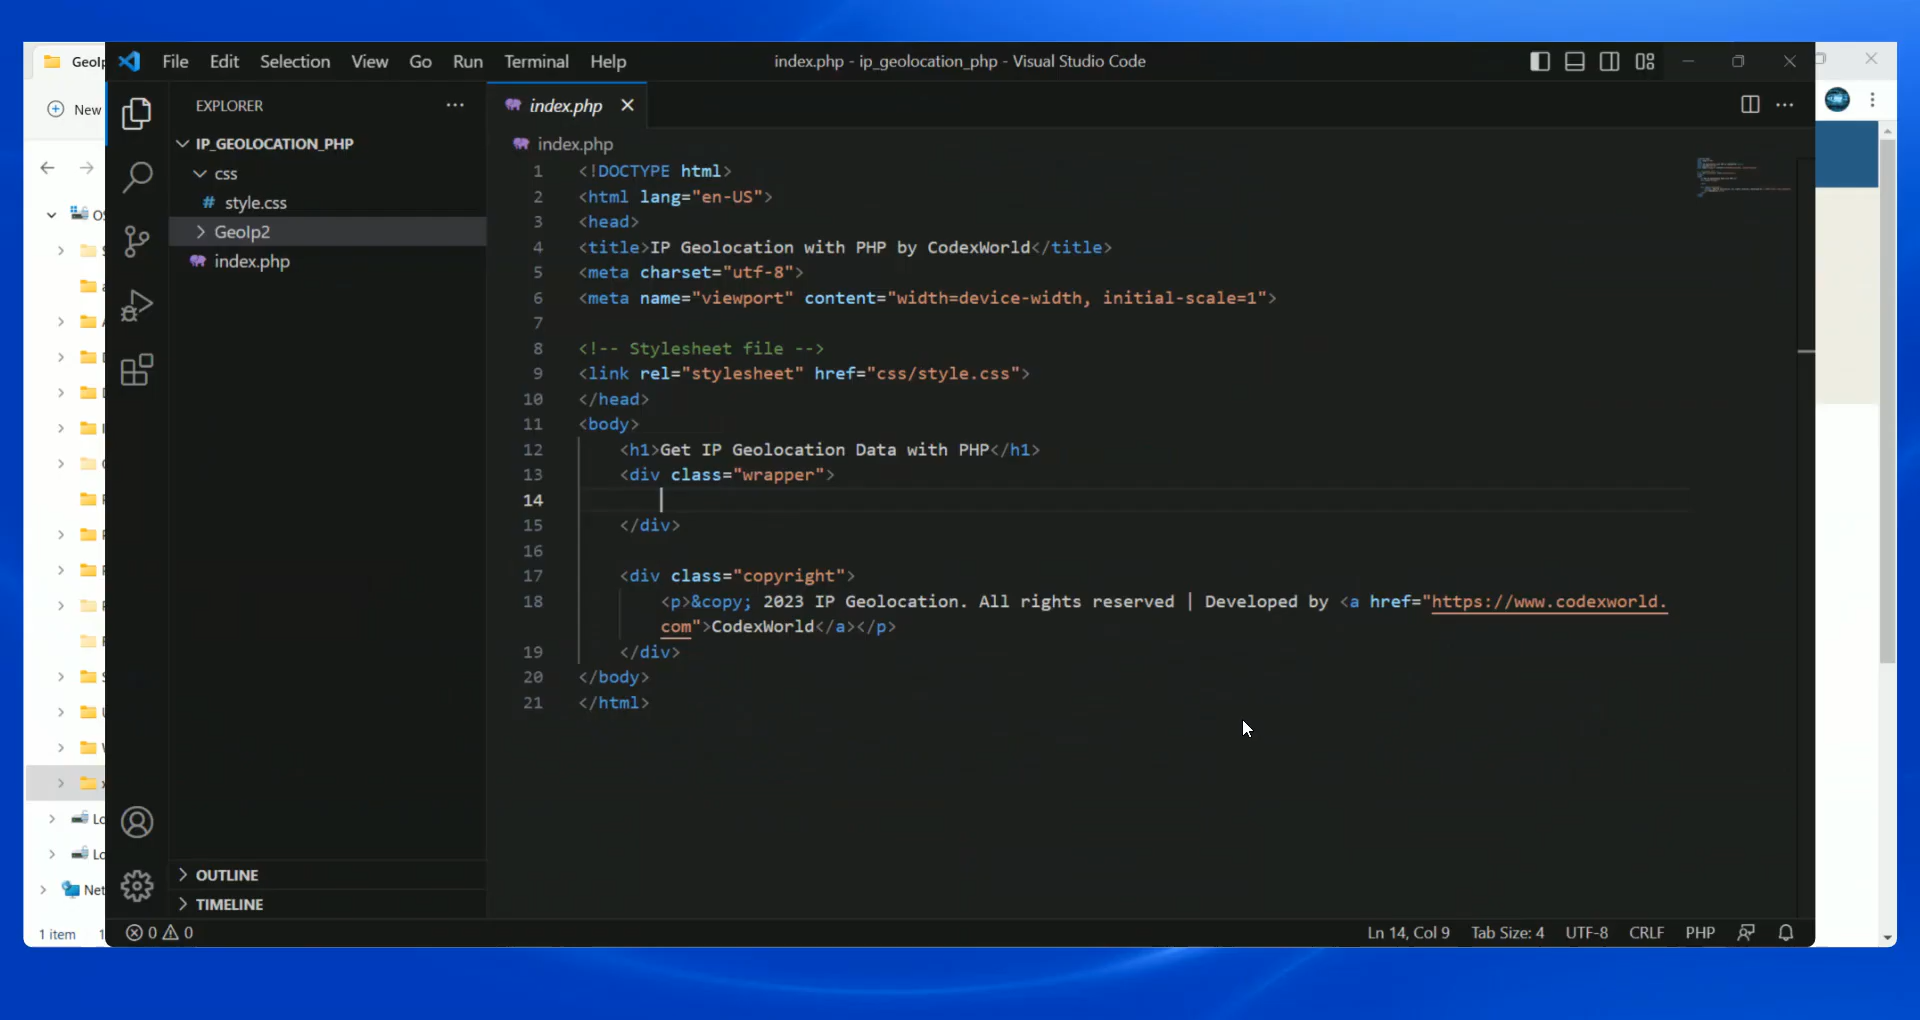 GeoIp
File Edit Selection View Go Run Terminal Help
index.php - ip_geolocation_php - Visual Studio Code
New
EXPLORER
IP_GEOLOCATION_PHP
css
# style.css
GeoIp2
index.php
OUTLINE
TIMELINE
OS
Lo
Lo
Net
1 item
index.php
index.php
1 <!DOCTYPE html>
2 <html lang="en-US">
3 <head>
4 <title>IP Geolocation with PHP by CodexWorld</title>
5 <meta charset="utf-8">
6 <meta name="viewport" content="width=device-width, initial-scale=1">
7
8 <!-- Stylesheet file -->
9 <link rel="stylesheet" href="css/style.css">
10 </head>
11 <body>
12 <h1>Get IP Geolocation Data with PHP</h1>
13 <div class="wrapper">
14
15 </div>
16
17 <div class="copyright">
18 <p>&copy; 2023 IP Geolocation. All rights reserved | Developed by <a href="https://www.codexworld.
com">CodexWorld</a></p>
19 </div>
20 </body>
21 </html>
0 0
Ln 14, Col 9 Tab Size: 4 UTF-8 CRLF PHP